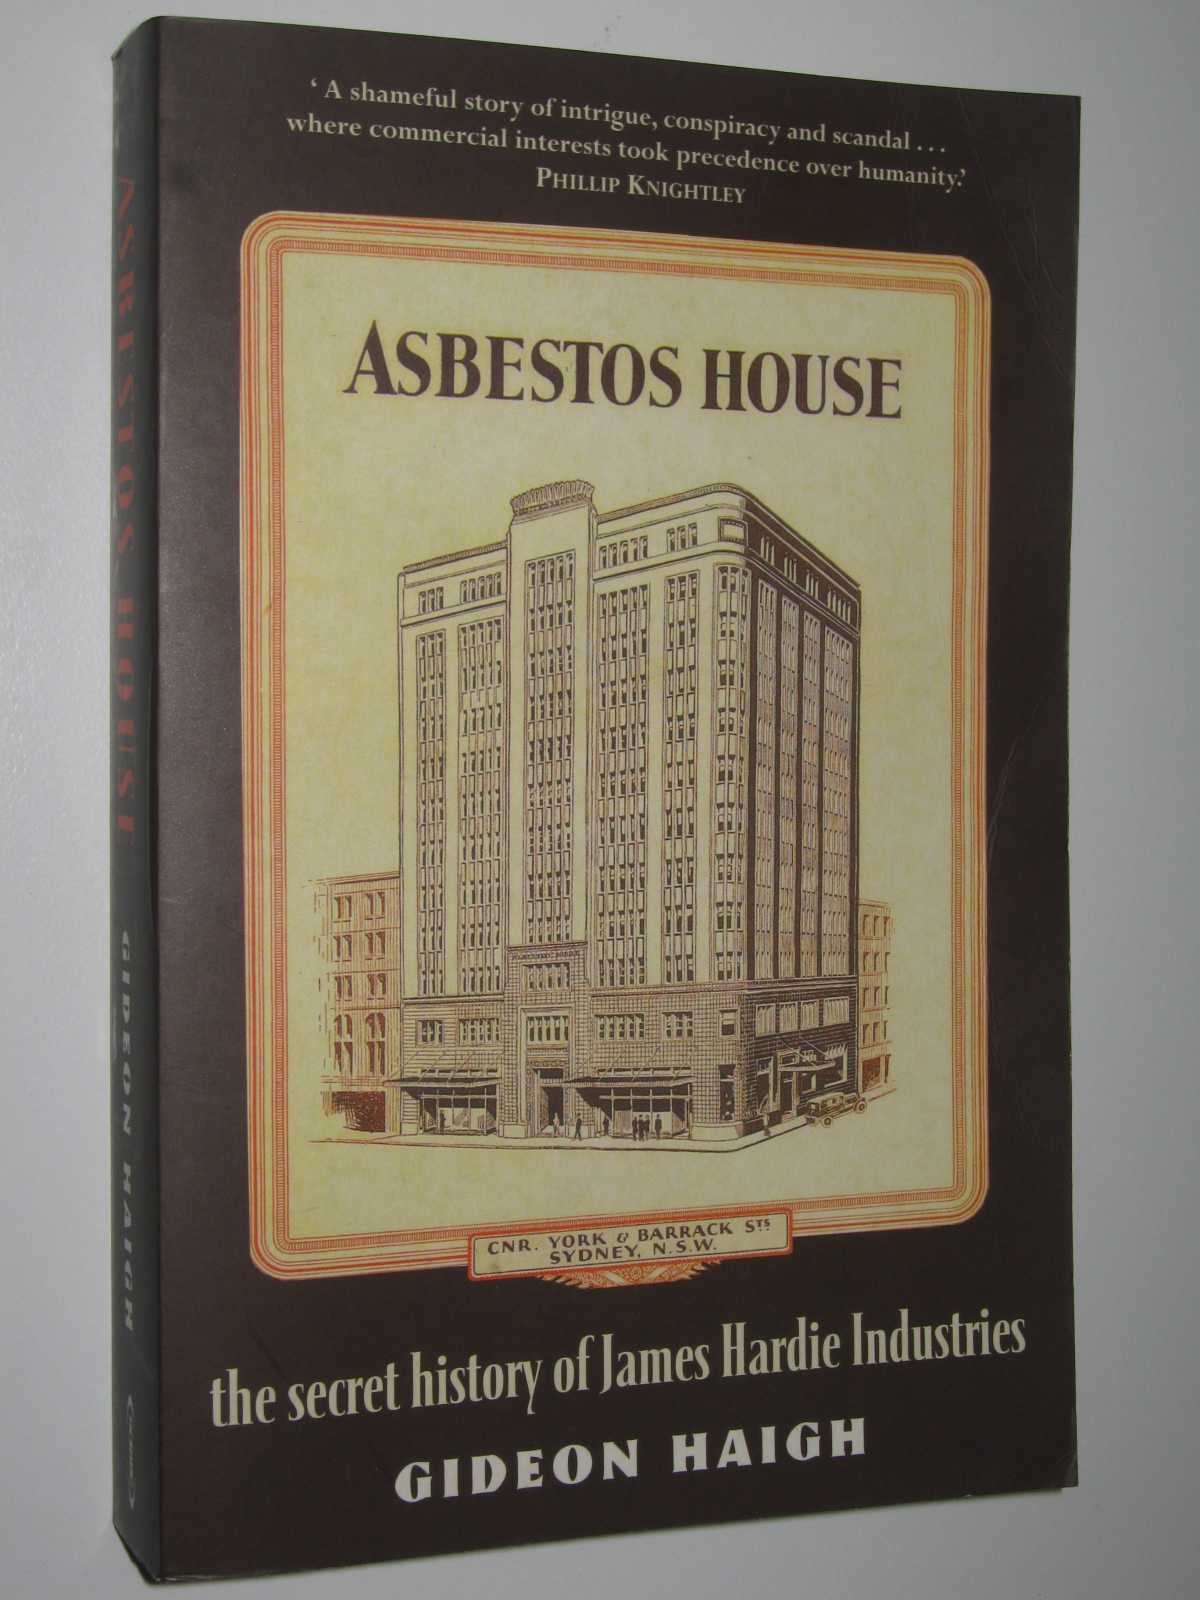 ‘A shameful story of intrigue, conspiracy and scandal . . .
where commercial interests took precedence over humanity.’
PHILLIP KNIGHTLEY
ASBESTOS HOUSE
CNR. YORK & BARRACK STS
SYDNEY, N.S.W.
the secret history of James Hardie Industries
GIDEON HAIGH
ASBESTOS HOUSE GIDEON HAIGH